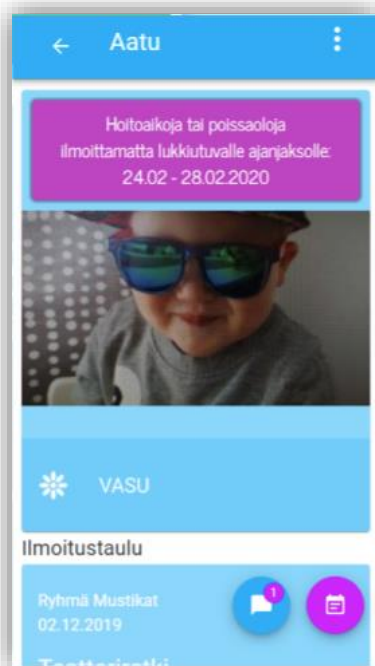 Aatu
Hoitoaikoja tai poissaoloja
ilmoittamatta lukkiutuvalle ajanjaksolle:
24.02 - 28.02.2020
VASU
Ilmoitustaulu
Ryhmä Mustikat
02.12.2019
1